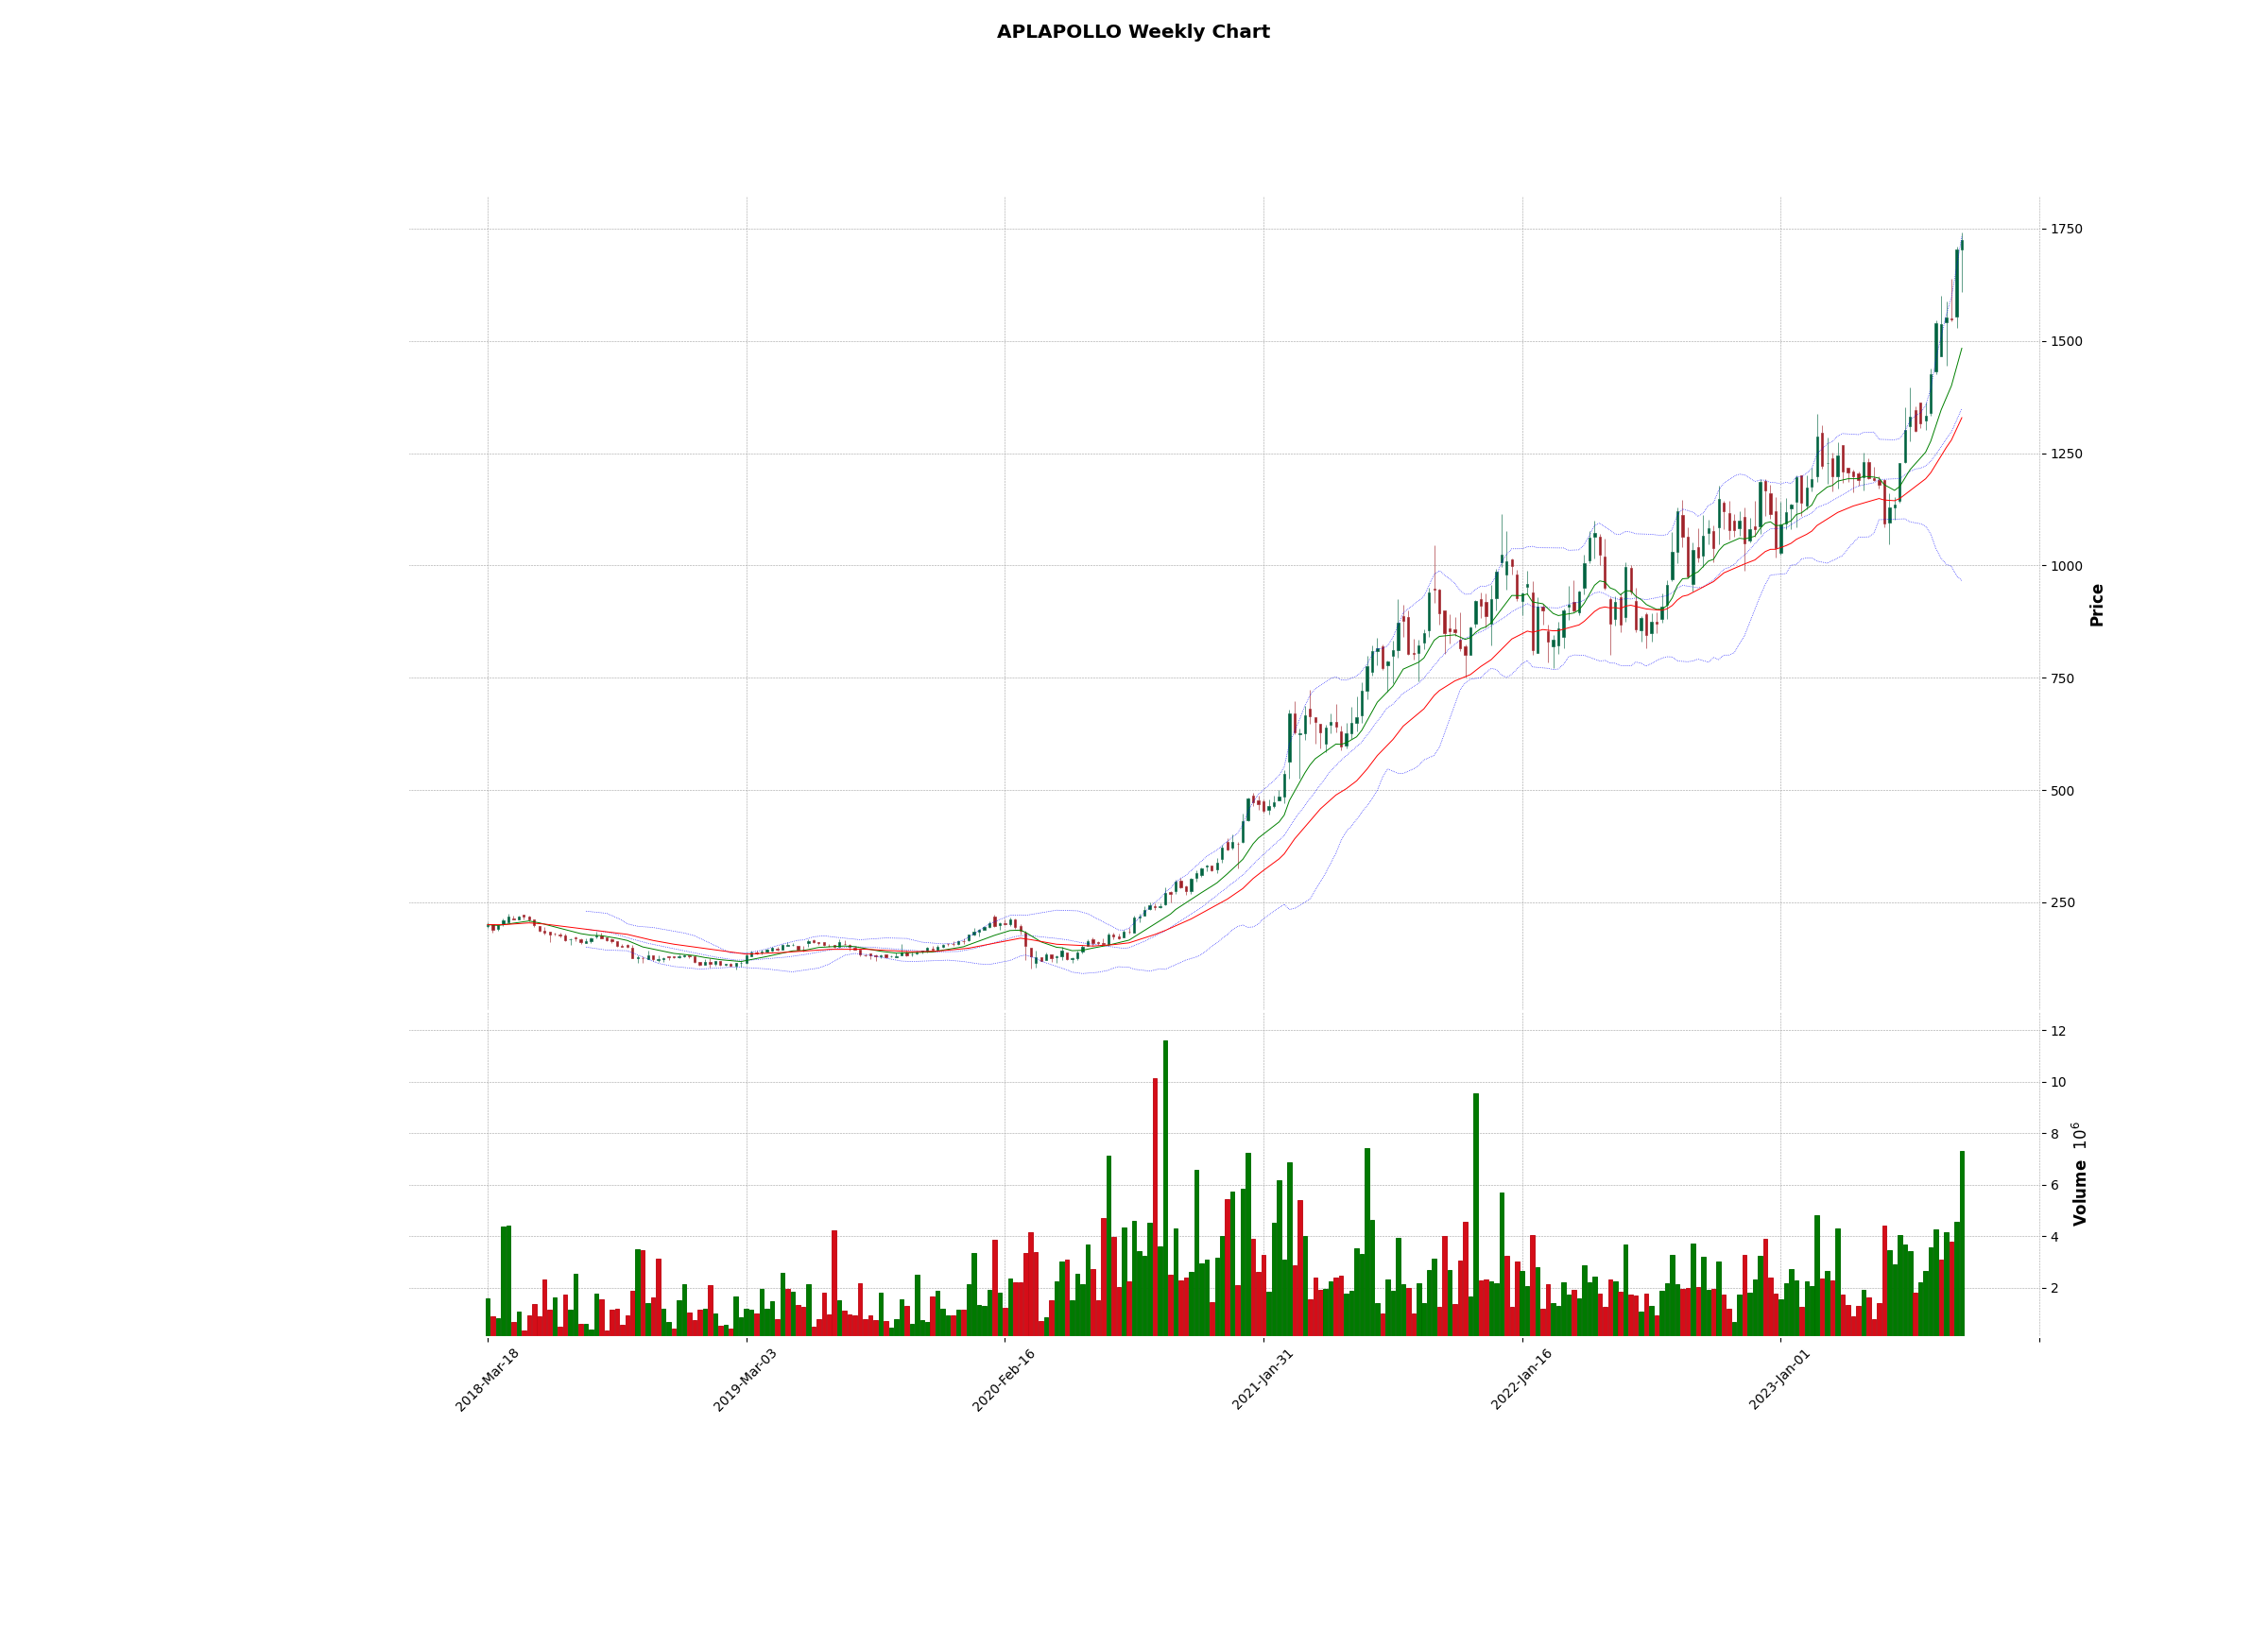 APLAPOLLO Weekly Chart
1750
1500
1250
1000
750
500
250
Price
12
10
8
6
4
2
Volume 10^6
2018-Mar-18
2019-Mar-03
2020-Feb-16
2021-Jan-31
2022-Jan-16
2023-Jan-01